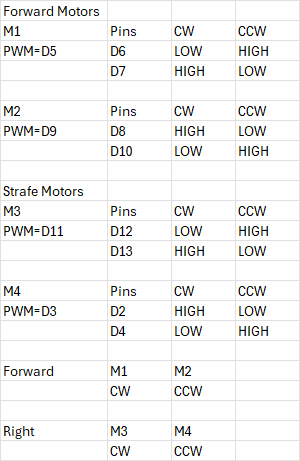 Forward Motors
M1 Pins CW CCW
PWM=D5 D6 LOW HIGH
D7 HIGH LOW
M2 Pins CW CCW
PWM=D9 D8 HIGH LOW
D10 LOW HIGH
Strafe Motors
M3 Pins CW CCW
PWM=D11 D12 LOW HIGH
D13 HIGH LOW
M4 Pins CW CCW
PWM=D3 D2 HIGH LOW
D4 LOW HIGH
Forward M1 M2
CW CCW
Right M3 M4
CW CCW